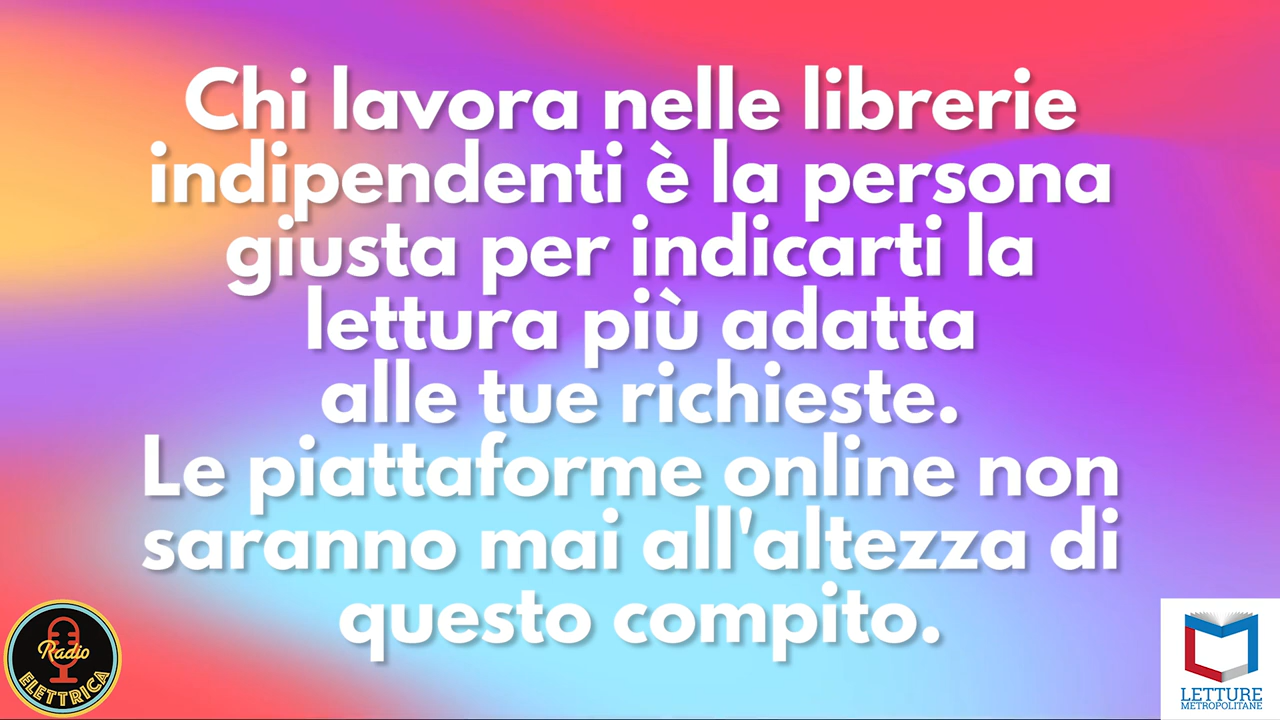 Chi lavora nelle librerie
indipendenti è la persona
giusta per indicarti la
lettura più adatta
alle tue richieste.
Le piattaforme online non
saranno mai all'altezza di
questo compito.
Radio
ELETTRICA
LETTURE
METROPOLITANE